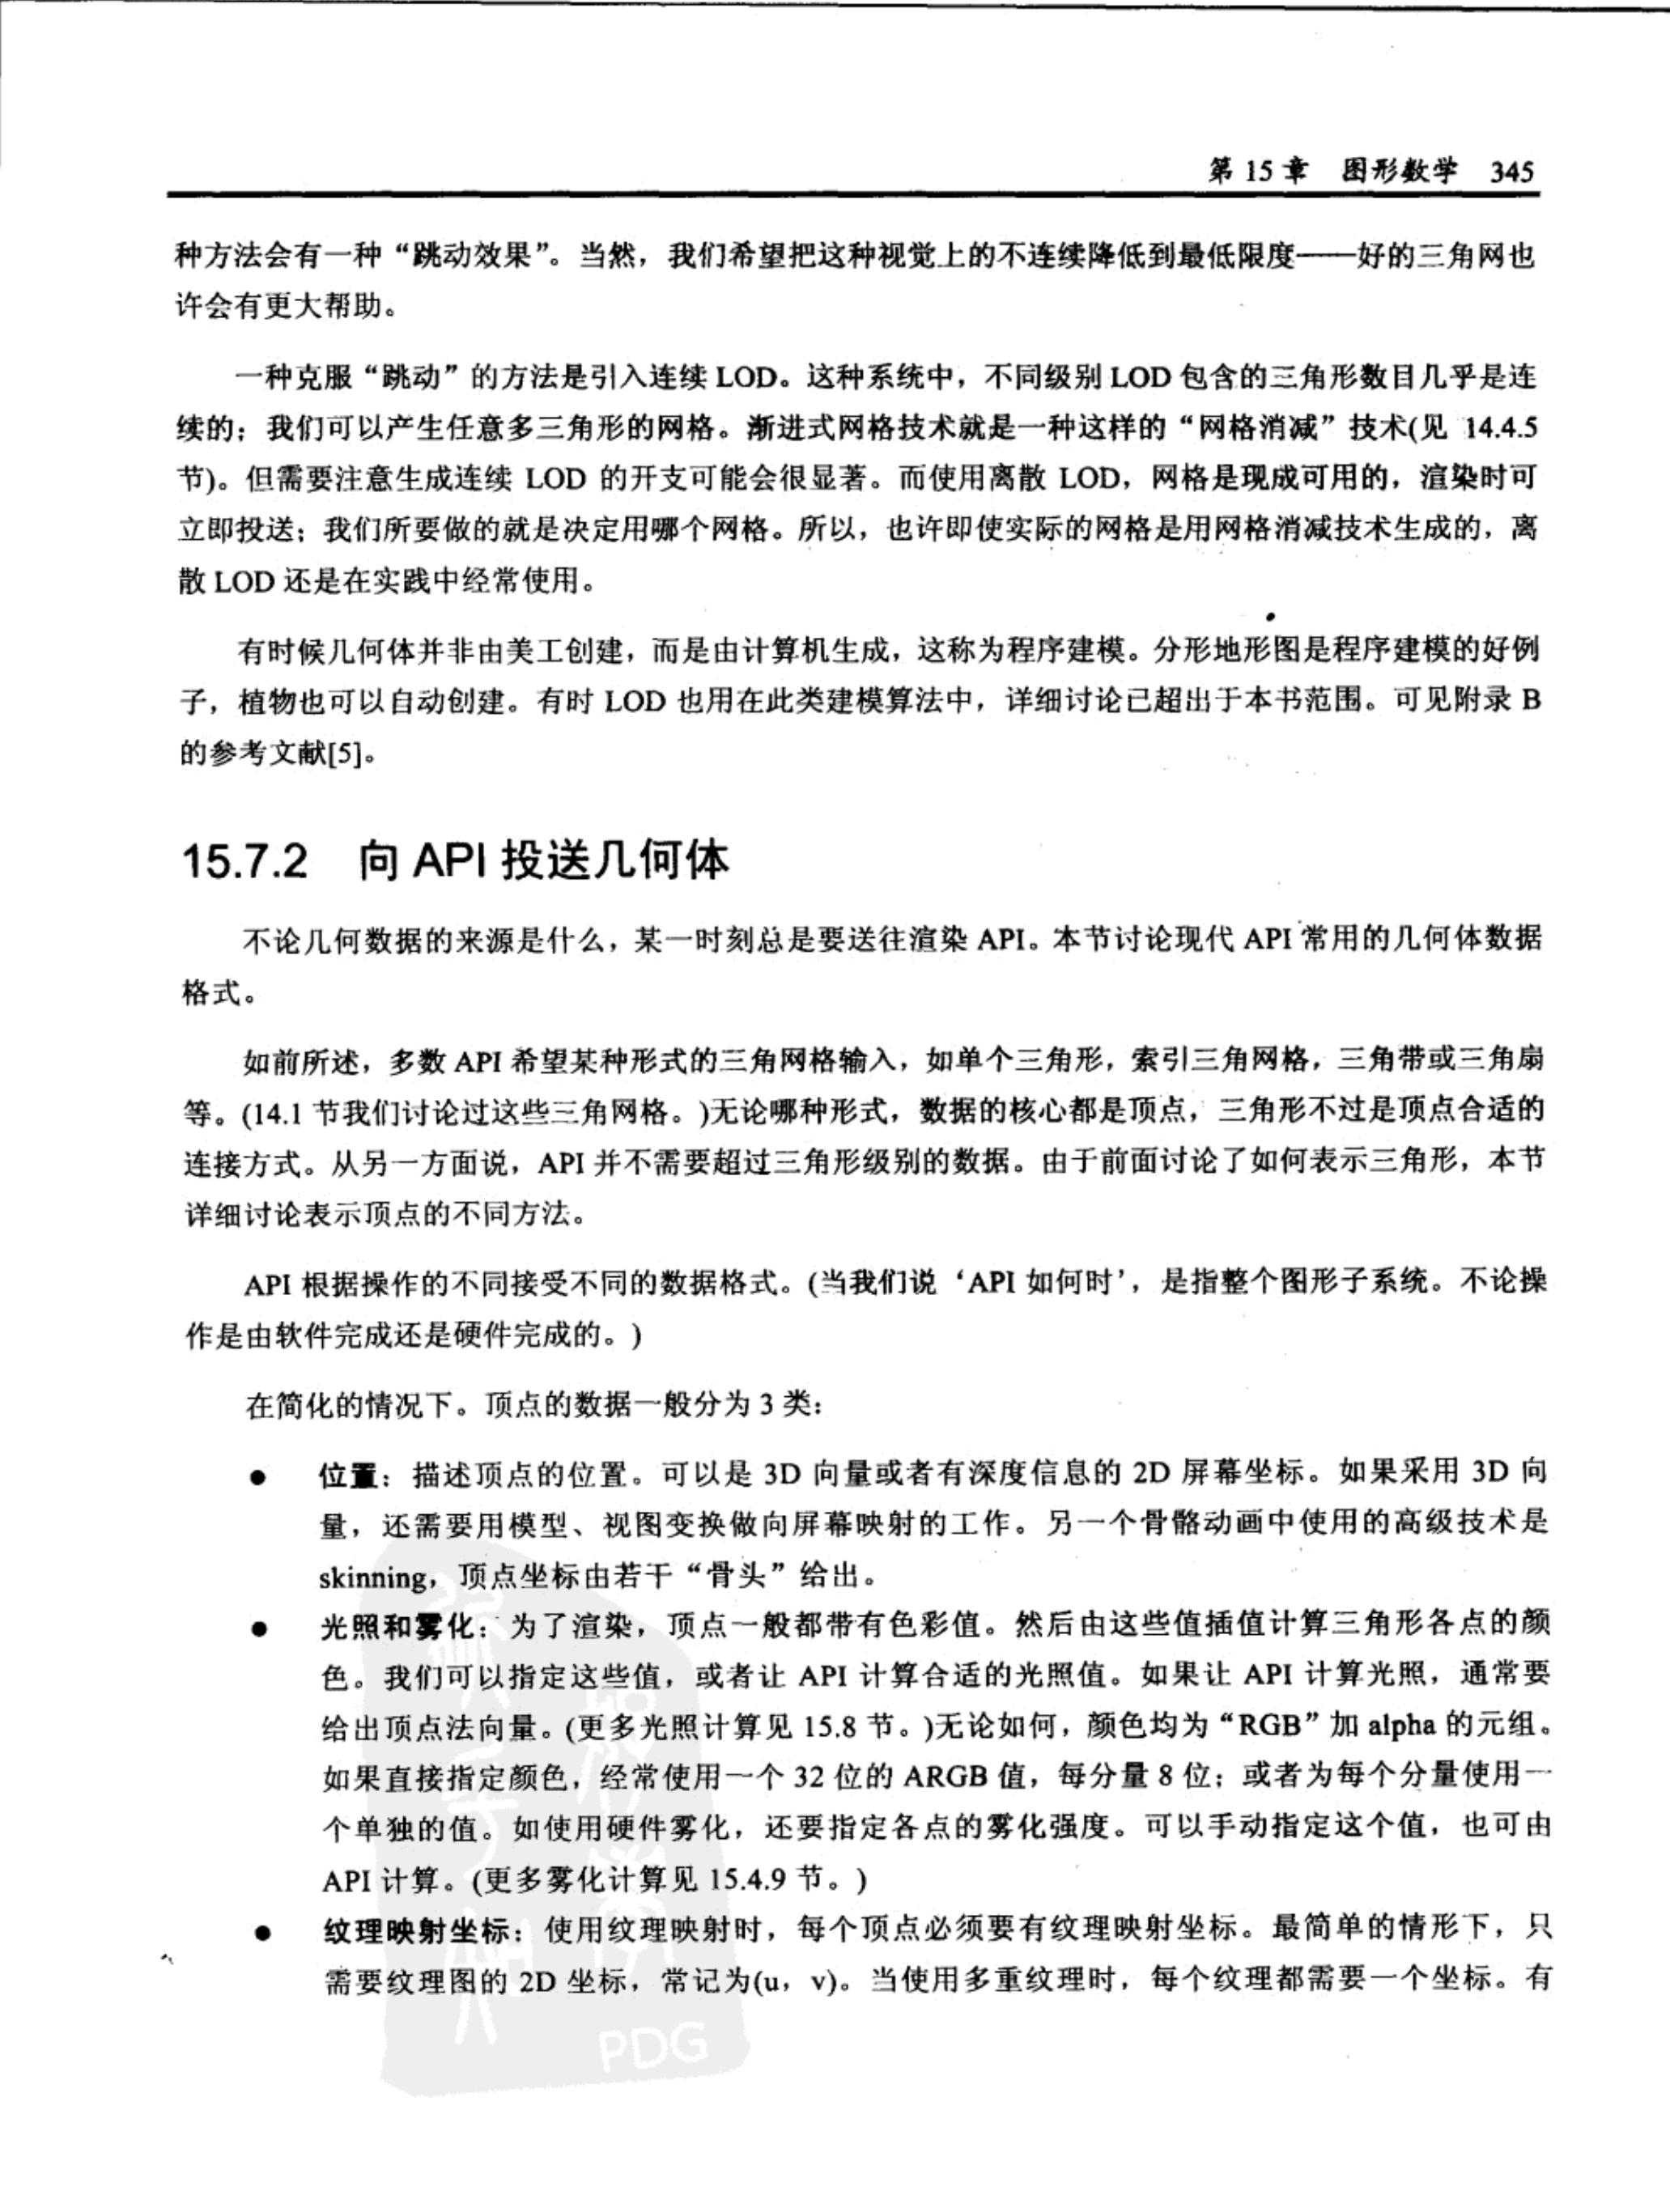 第 15 章 图形数学 345
种方法会有一种“跳动效果”。当然，我们希望把这种视觉上的不连续降低到最低限度——好的三角网也
许会有更大帮助。
一种克服“跳动”的方法是引入连续 LOD。这种系统中，不同级别 LOD 包含的三角形数目几乎是连
续的；我们可以产生任意多三角形的网格。渐进式网格技术就是一种这样的“网格消减”技术(见 14.4.5
节)。但需要注意生成连续 LOD 的开支可能会很显著。而使用离散 LOD，网格是现成可用的，渲染时可
立即投送；我们所要做的就是决定用哪个网格。所以，也许即使实际的网格是用网格消减技术生成的，离
散 LOD 还是在实践中经常使用。
有时候几何体并非由美工创建，而是由计算机生成，这称为程序建模。分形地形图是程序建模的好例
子，植物也可以自动创建。有时 LOD 也用在此类建模算法中，详细讨论已超出于本书范围。可见附录 B
的参考文献[5]。
15.7.2 向 API 投送几何体
不论几何数据的来源是什么，某一时刻总是要送往渲染 API。本节讨论现代 API 常用的几何体数据
格式。
如前所述，多数 API 希望某种形式的三角网格输入，如单个三角形，索引三角网格，三角带或三角扇
等。(14.1 节我们讨论过这些三角网格。)无论哪种形式，数据的核心都是顶点，三角形不过是顶点合适的
连接方式。从另一方面说，API 并不需要超过三角形级别的数据。由于前面讨论了如何表示三角形，本节
详细讨论表示顶点的不同方法。
API 根据操作的不同接受不同的数据格式。(当我们说‘API 如何时’，是指整个图形子系统。不论操
作是由软件完成还是硬件完成的。)
在简化的情况下。顶点的数据一般分为 3 类：
● 位置：描述顶点的位置。可以是 3D 向量或者有深度信息的 2D 屏幕坐标。如果采用 3D 向
量，还需要用模型、视图变换做向屏幕映射的工作。另一个骨骼动画中使用的高级技术是
skinning，顶点坐标由若干“骨头”给出。
● 光照和雾化：为了渲染，顶点一般都带有色彩值。然后由这些值插值计算三角形各点的颜
色。我们可以指定这些值，或者让 API 计算合适的光照值。如果让 API 计算光照，通常要
给出顶点法向量。(更多光照计算见 15.8 节。)无论如何，颜色均为“RGB”加 alpha 的元组。
如果直接指定颜色，经常使用一个 32 位的 ARGB 值，每分量 8 位；或者为每个分量使用一
个单独的值。如使用硬件雾化，还要指定各点的雾化强度。可以手动指定这个值，也可由
API 计算。(更多雾化计算见 15.4.9 节。)
● 纹理映射坐标：使用纹理映射时，每个顶点必须要有纹理映射坐标。最简单的情形下，只
需要纹理图的 2D 坐标，常记为(u，v)。当使用多重纹理时，每个纹理都需要一个坐标。有
PDG